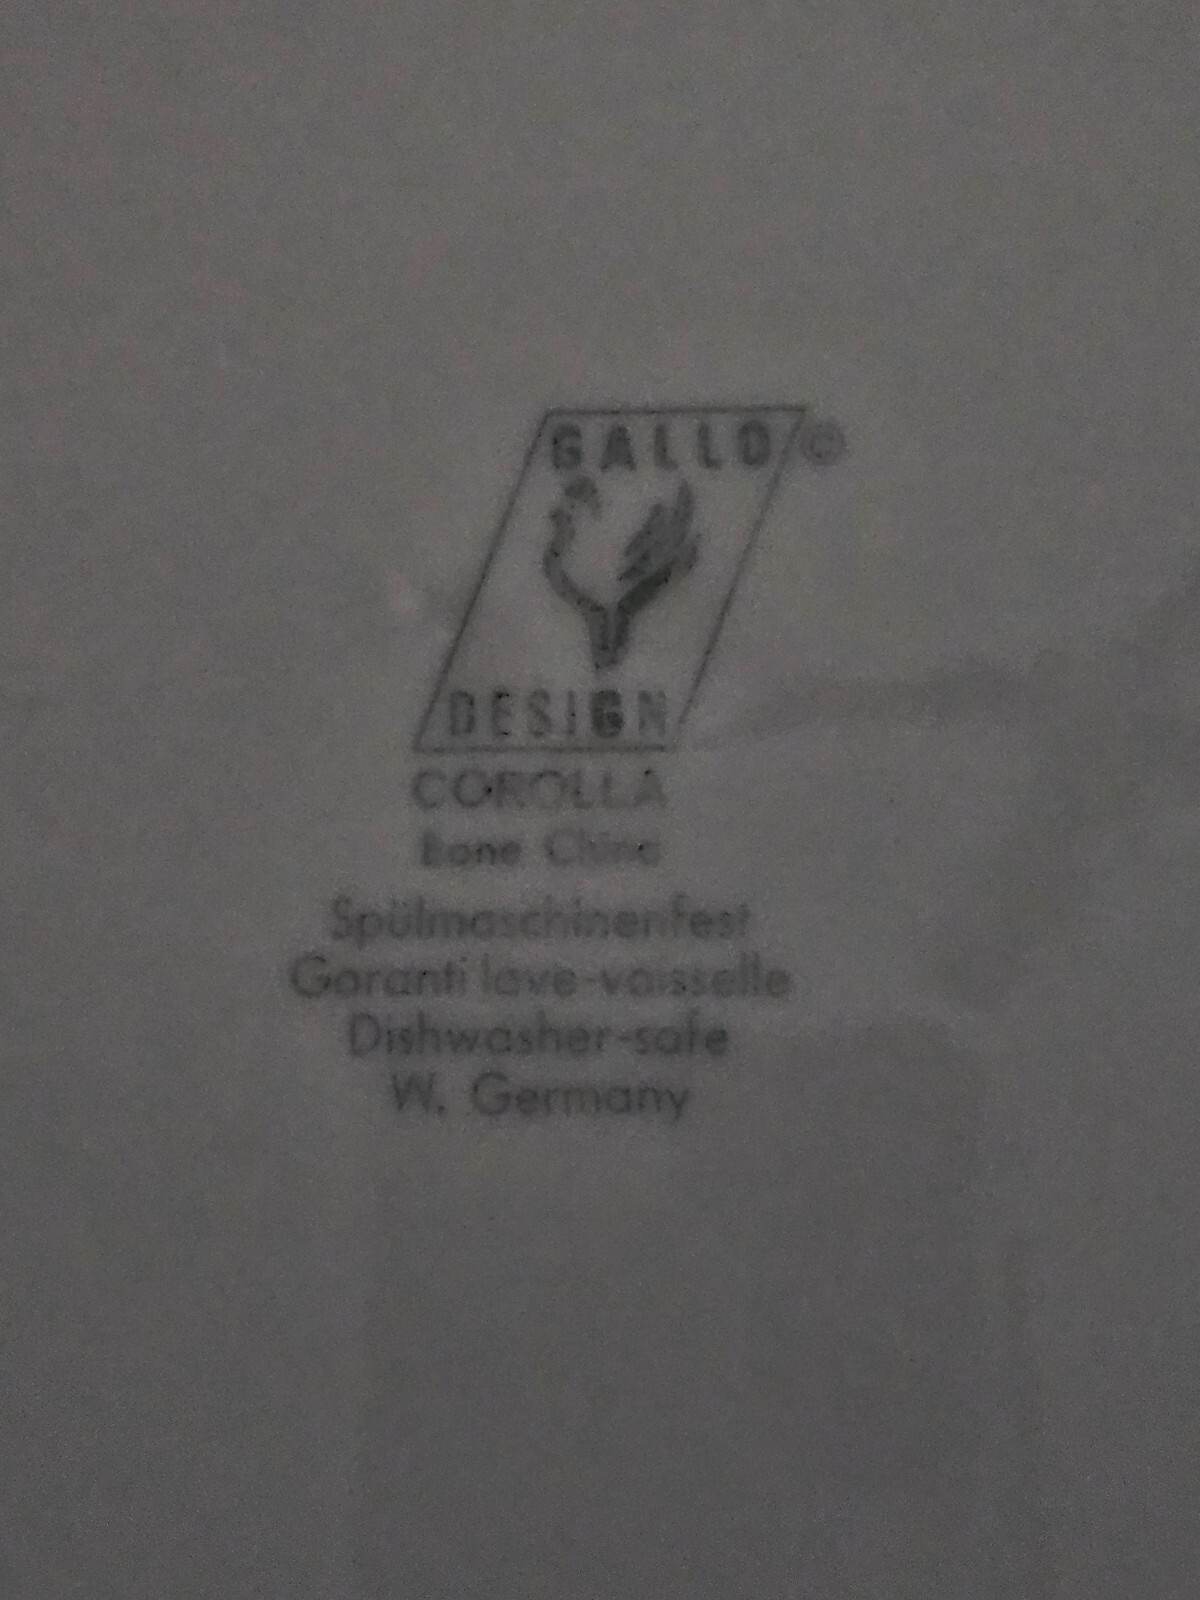 GALLO ©
DESIGN
COROLLA
Bone China
Spülmaschinenfest
Garanti lave-vaisselle
Dishwasher-safe
W. Germany